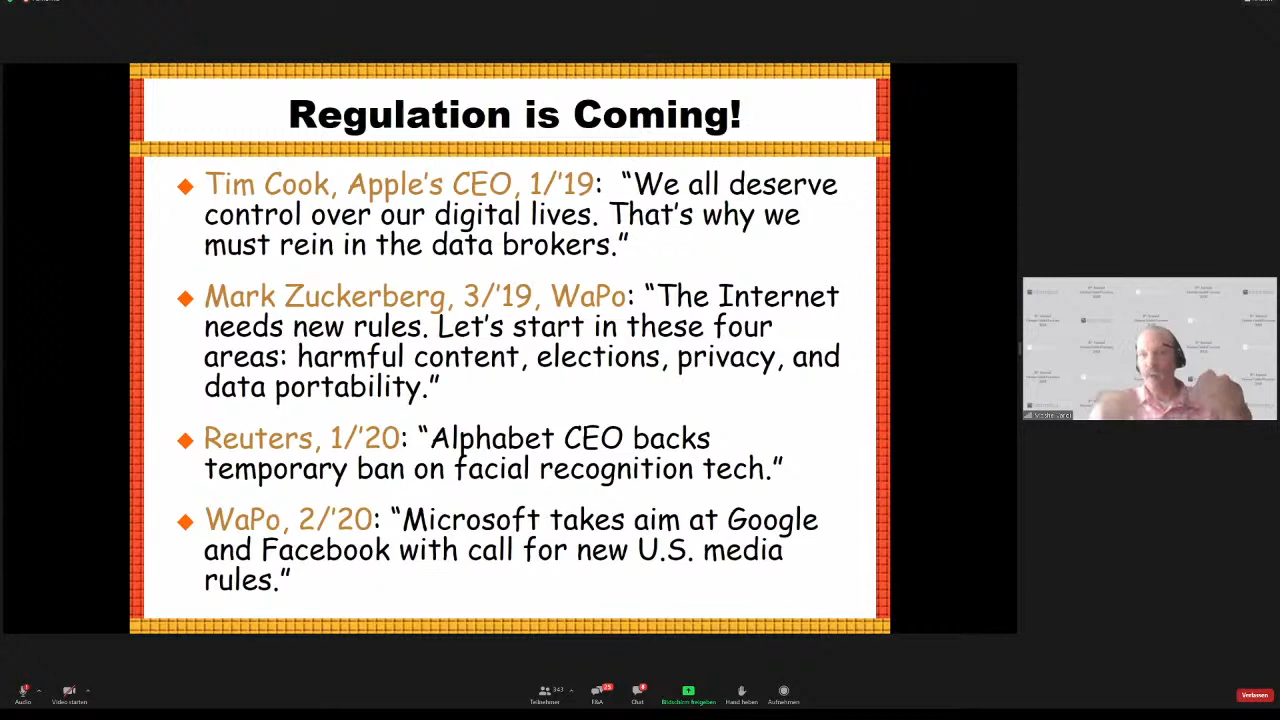 Regulation is Coming!
◆ Tim Cook, Apple's CEO, 1/'19: “We all deserve
control over our digital lives. That's why we
must rein in the data brokers.”
◆ Mark Zuckerberg, 3/'19, WaPo: “The Internet
needs new rules. Let's start in these four
areas: harmful content, elections, privacy, and
data portability.”
◆ Reuters, 1/'20: “Alphabet CEO backs
temporary ban on facial recognition tech.”
◆ WaPo, 2/'20: “Microsoft takes aim at Google
and Facebook with call for new U.S. media
rules.”
Moshe Vardi
343
25
Audio
Video starten
Teilnehmer
F&A
Chat
Bildschirm freigeben
Hand heben
Aufnehmen
Verlassen